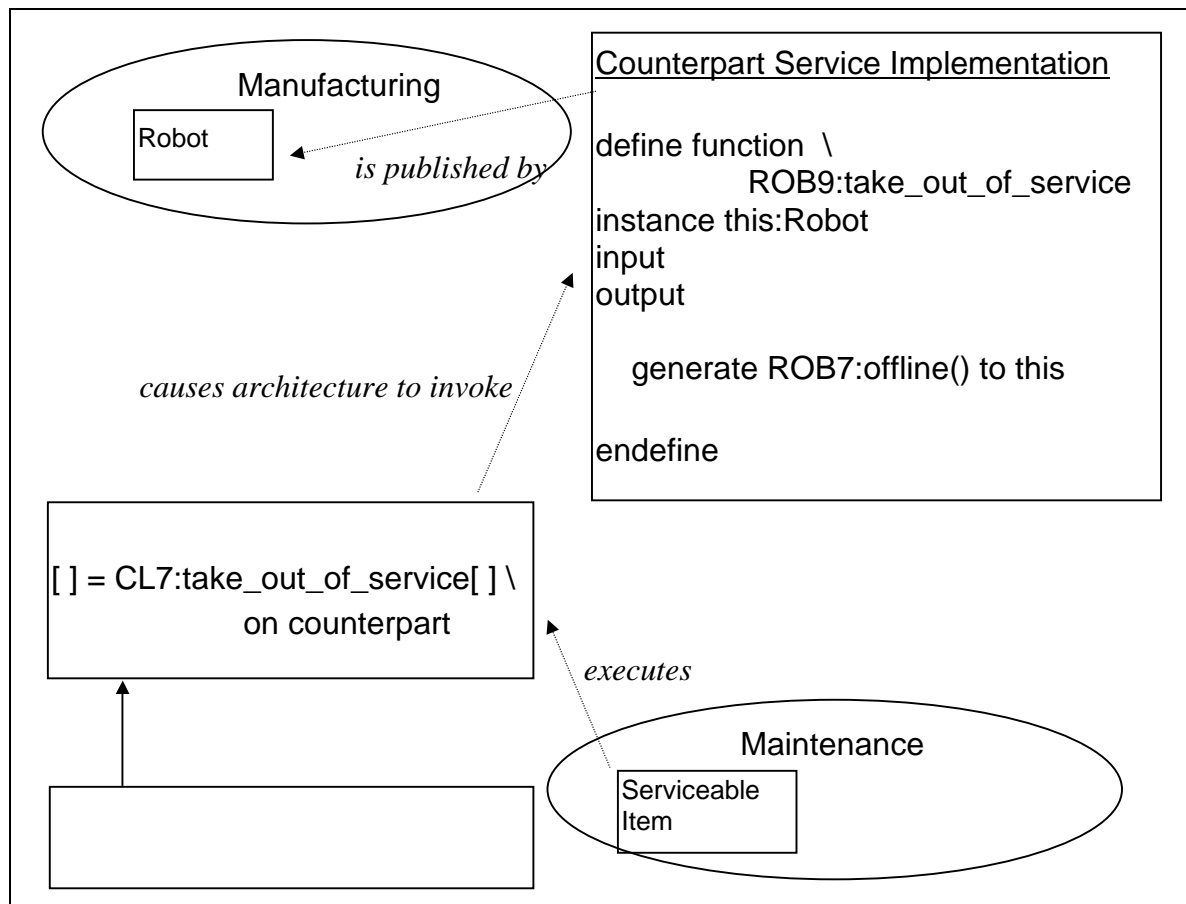 Manufacturing
Robot
is published by
Counterpart Service Implementation
define function \
ROB9:take_out_of_service
instance this:Robot
input
output
generate ROB7:offline() to this
endefine
causes architecture to invoke
[ ] = CL7:take_out_of_service[ ] \
on counterpart
executes
Maintenance
Serviceable
Item